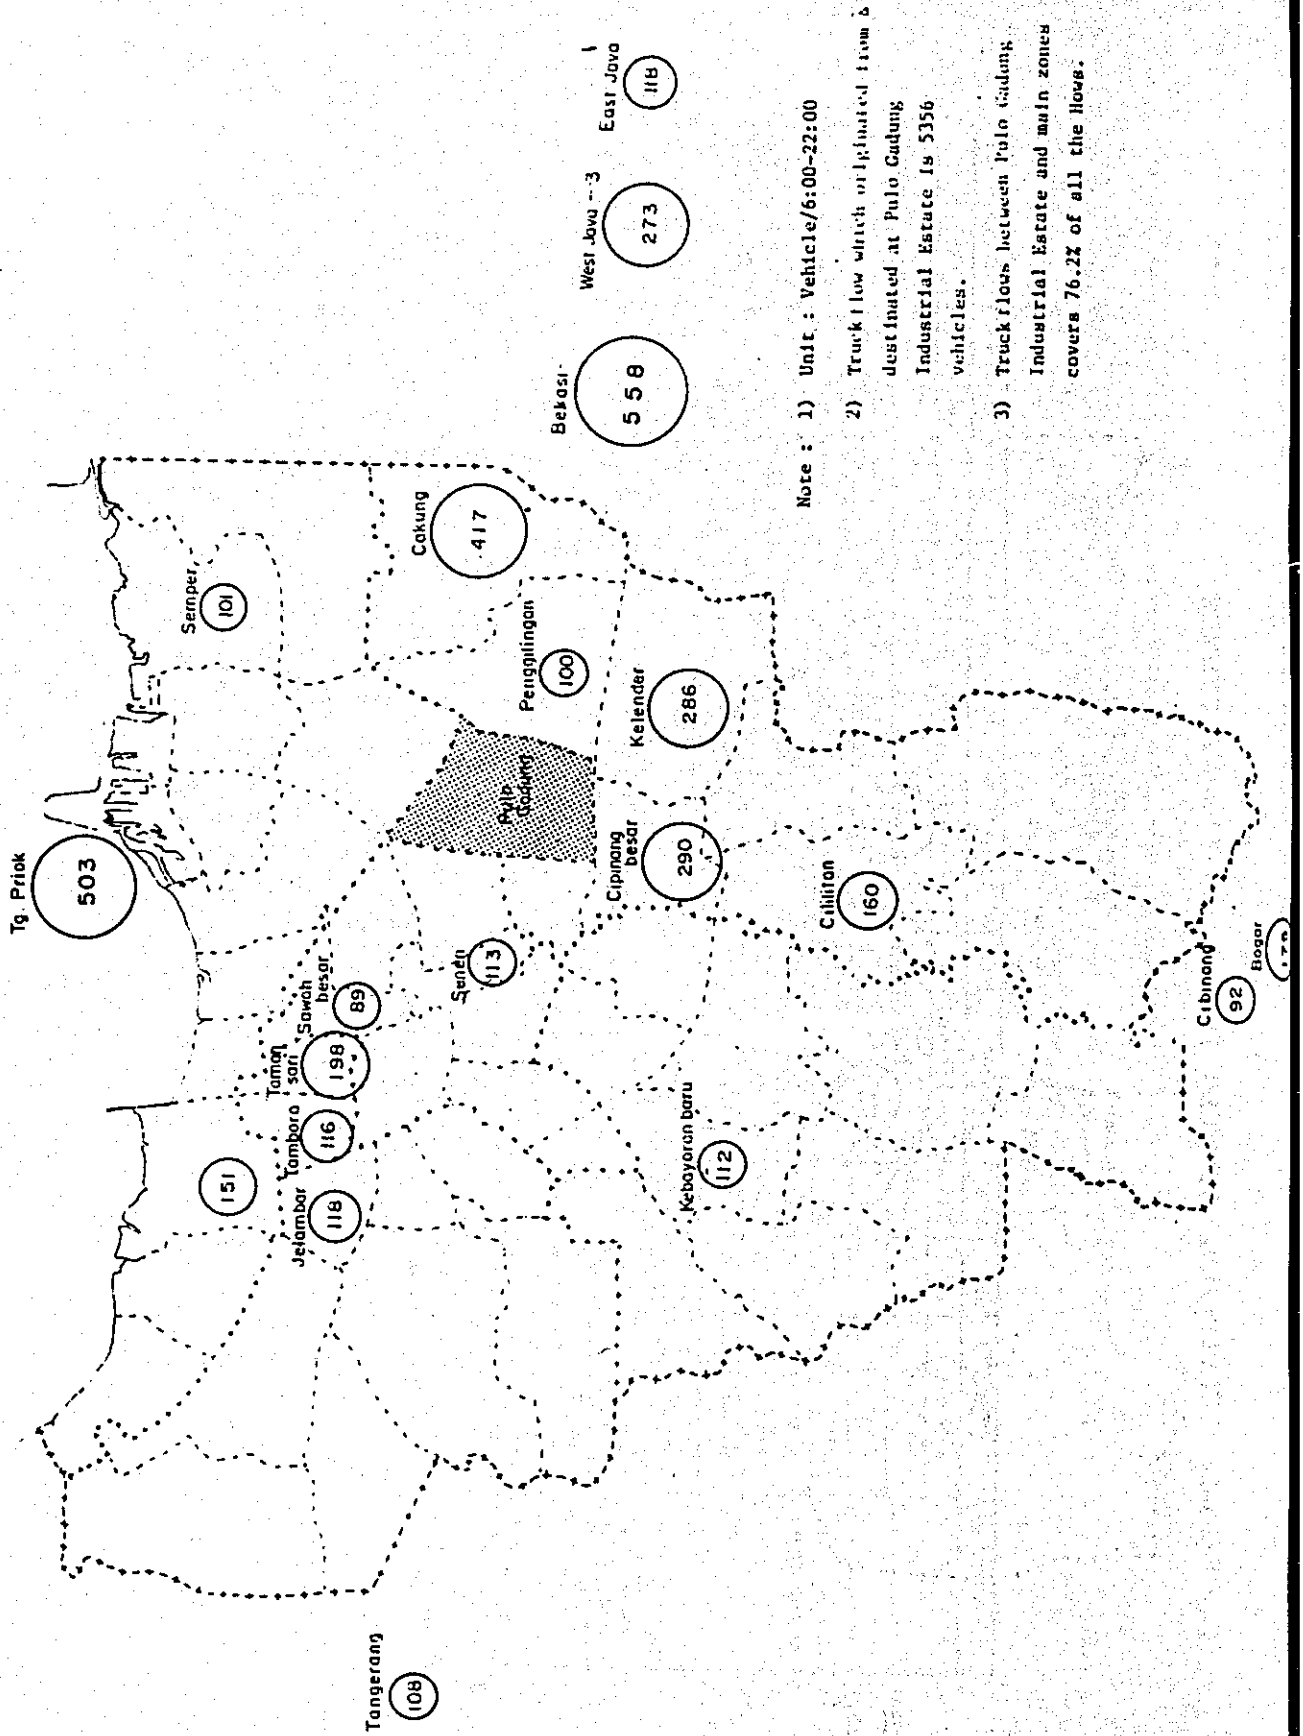 Tg. Priok
503
Semper
101
Cakung
417
Bekasi
558
West Java - 3
273
East Java 1
118
Penggilingan
100
Pulo
Gadung
Kelender
286
Cipinang
besar
290
Cililitan
160
Senen
113
Sawah
besar
89
Taman
sari
198
Tambora
116
151
Jelambar
118
Kebayoran baru
112
Cibinang
92
Bogor
Tangerang
108
Note : 1) Unit : Vehicle/6:00-22:00
2) Truck flow which originated from &
destinated at Pulo Gadung
Industrial Estate is 5356
vehicles.
3) Truck flows between Pulo Gadung
Industrial Estate and main zones
covers 76.2% of all the flows.